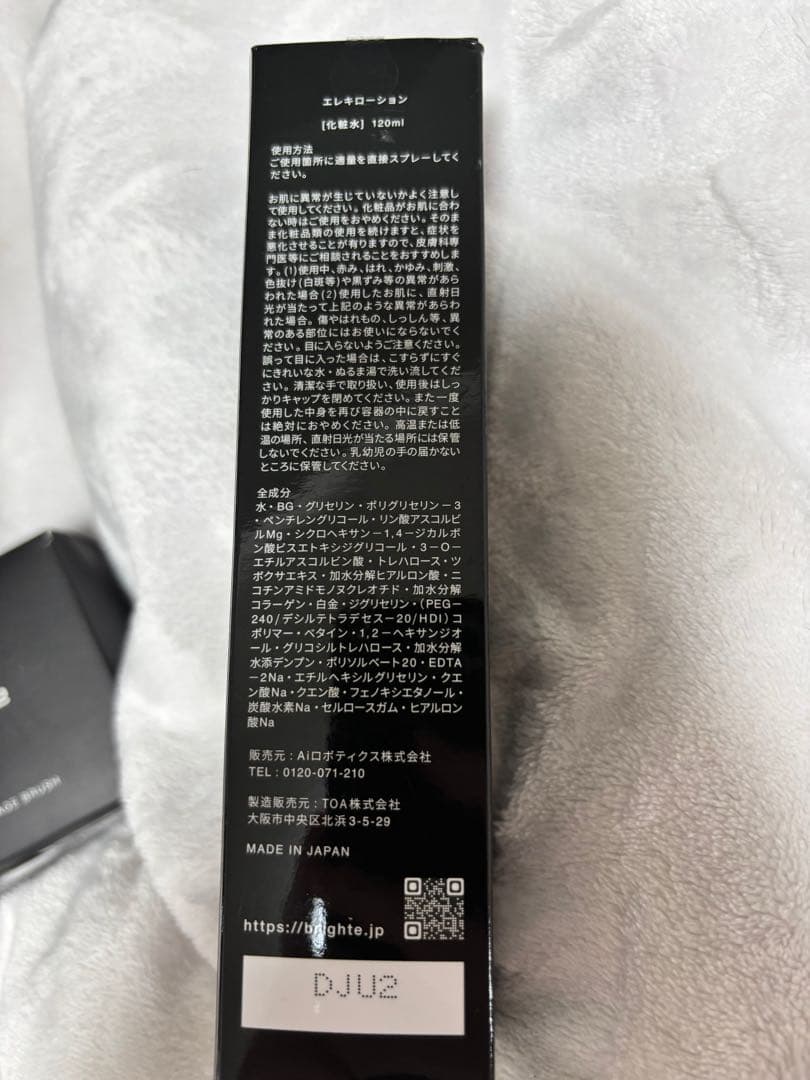 エレキローション
[化粧水] 120ml
使用方法
ご使用箇所に適量を直接スプレーしてく
ださい。
お肌に異常が生じていないかよく注意し
て使用してください。化粧品がお肌に合わ
ない時はご使用をおやめください。そのま
ま化粧品類の使用を続けますと、症状を
悪化させることが有りますので、皮膚科専
門医等にご相談されることをおすすめしま
す。(1)使用中、赤み、はれ、かゆみ、刺激、
色抜け(白斑等)や黒ずみ等の異常があら
われた場合(2)使用したお肌に、直射日
光が当たって上記のような異常があらわ
れた場合。傷やはれもの、しっしん等、異
常のある部位にはお使いにならないでく
ださい。目に入らないようご注意ください。
誤って目に入った場合は、こすらずにすぐ
にきれいな水・ぬるま湯で洗い流してくだ
さい。清潔な手で取り扱い、使用後はしっ
かりキャップを閉めてください。また一度
使用した中身を再び容器の中に戻すこと
は絶対におやめください。高温または低
温の場所、直射日光が当たる場所には保管
しないでください。乳幼児の手の届かない
ところに保管してください。
全成分
水・BG・グリセリン・ポリグリセリン-3
・ペンチレングリコール・リン酸アスコルビ
ルMg・シクロヘキサン-1,4-ジカルボ
ン酸ビスエトキシジグリコール・3-O-
エチルアスコルビン酸・トレハロース・ツ
ボクサエキス・加水分解ヒアルロン酸・ニ
コチンアミドモノヌクレオチド・加水分解
コラーゲン・白金・ジグリセリン・(PEG-
240/デシルテトラデセス-20/HDI)コ
ポリマー・ベタイン・1,2-ヘキサンジオ
ール・グリコシルトレハロース・加水分解
水添デンプン・ポリソルベート20・EDTA
-2Na・エチルヘキシルグリセリン・クエ
ン酸Na・クエン酸・フェノキシエタノール・
炭酸水素Na・セルロースガム・ヒアルロン
酸Na
販売元:Aiロボティクス株式会社
TEL:0120-071-210
製造販売元:TOA株式会社
大阪市中央区北浜3-5-29
MADE IN JAPAN
https://brighte.jp
DJU2
BRUSH